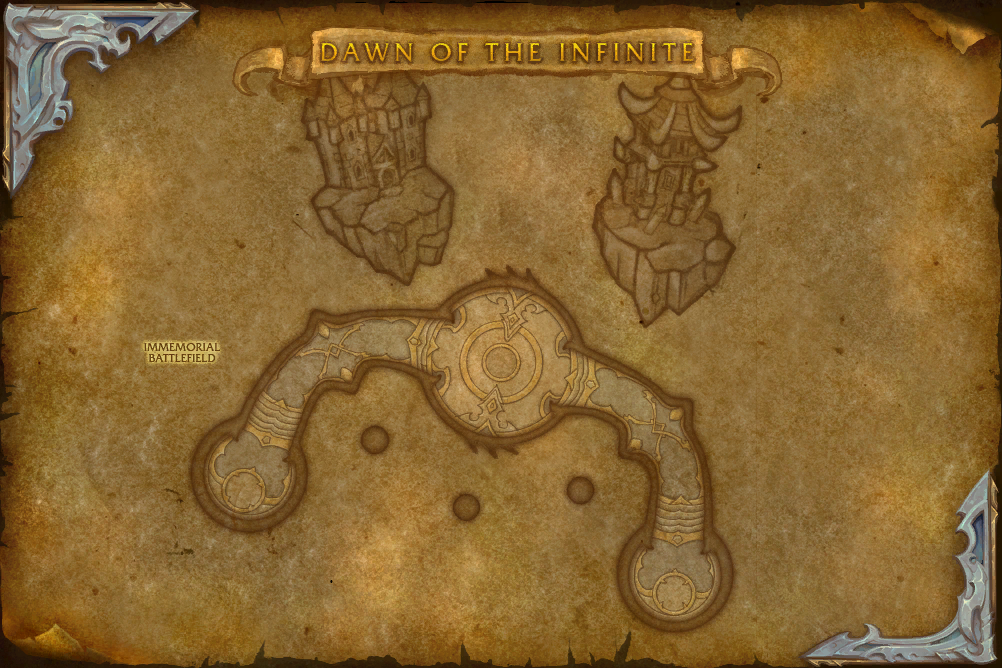 DAWN OF THE INFINITE
IMMEMORIAL
BATTLEFIELD